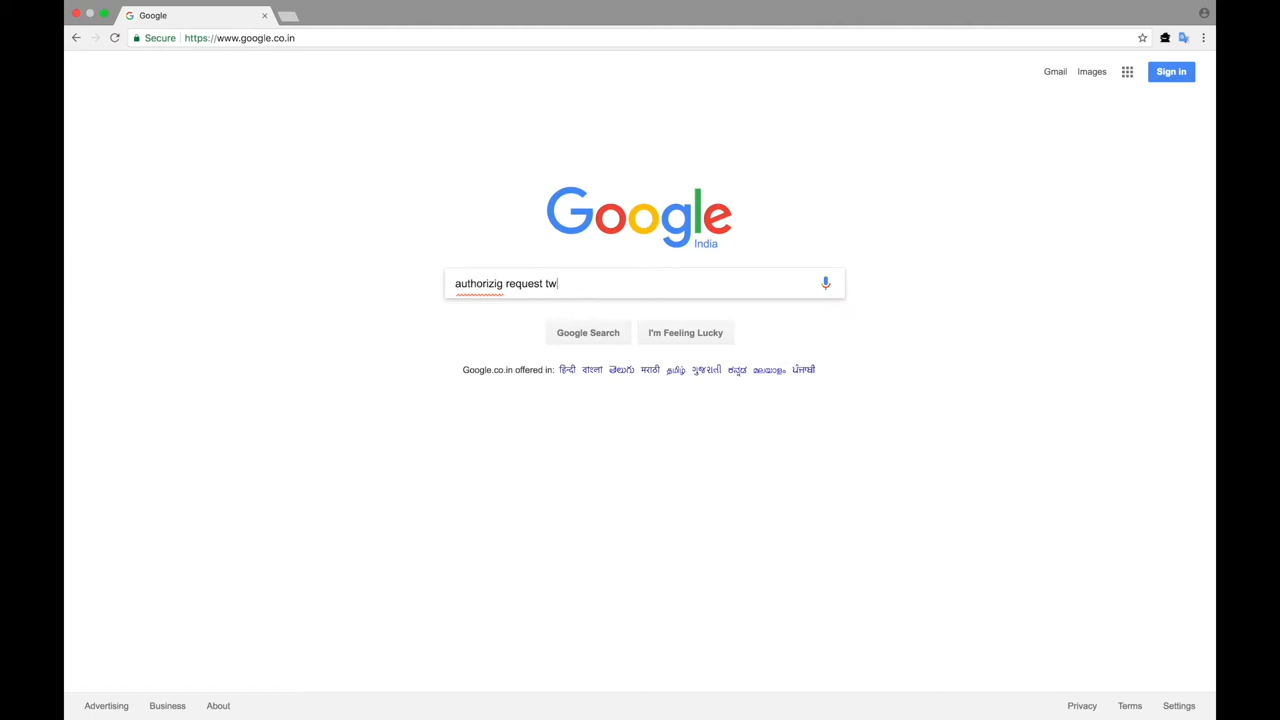 Google
Secure https://www.google.co.in
Gmail Images Sign in
Google
India
authorizig request tw
Google Search I'm Feeling Lucky
Google.co.in offered in: हिन्दी বাংলা తెలుగు मराठी தமிழ் ગુજરાતી ಕನ್ನಡ മലയാളം ਪੰਜਾਬੀ
Advertising Business About Privacy Terms Settings